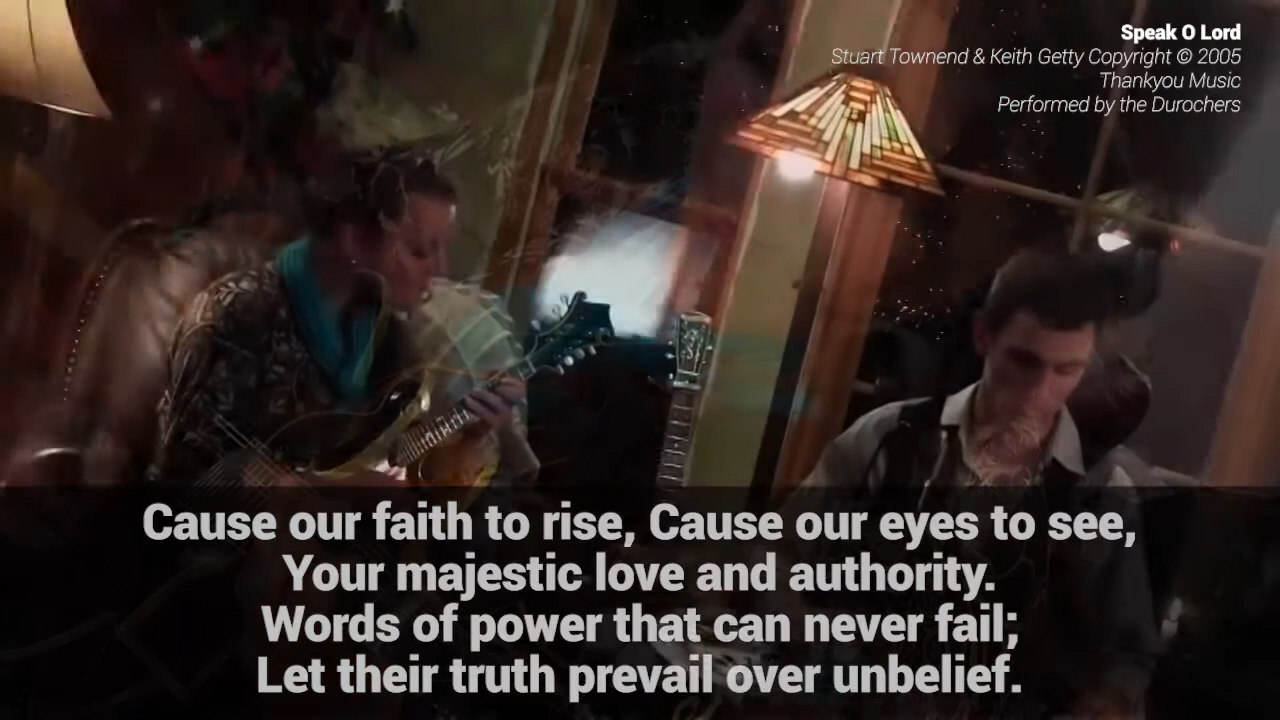 Speak O Lord
Stuart Townend & Keith Getty Copyright © 2005
Thankyou Music
Performed by the Durochers
Cause our faith to rise, Cause our eyes to see,
Your majestic love and authority.
Words of power that can never fail;
Let their truth prevail over unbelief.